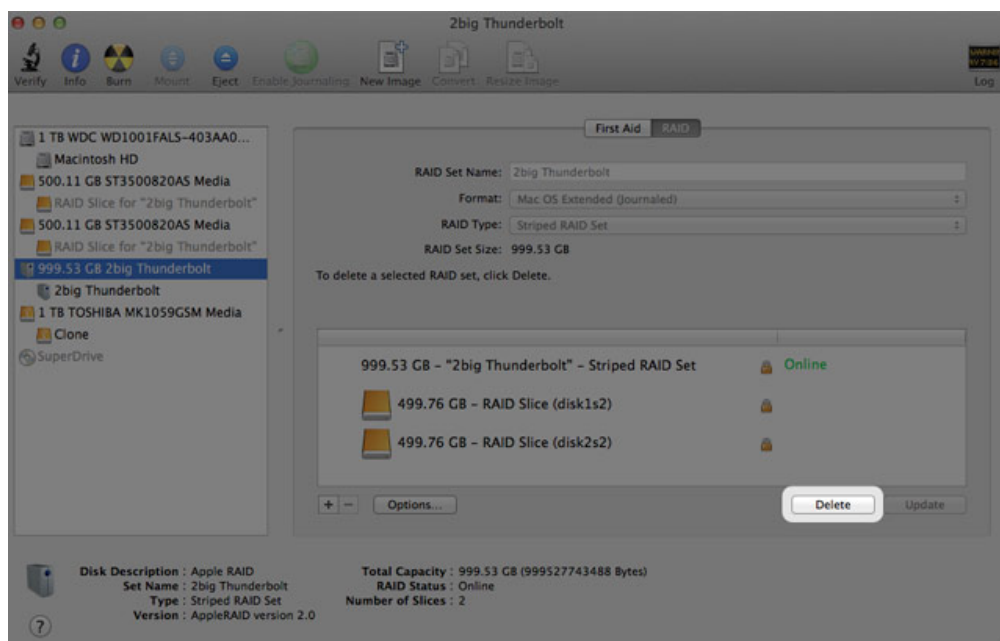 2big Thunderbolt
Verify Info Burn Mount Eject Enable Journaling New Image Convert Resize Image Log
First Aid RAID
1 TB WDC WD1001FALS-403AA0...
Macintosh HD
500.11 GB ST3500820AS Media
RAID Slice for "2big Thunderbolt"
500.11 GB ST3500820AS Media
RAID Slice for "2big Thunderbolt"
999.53 GB 2big Thunderbolt
2big Thunderbolt
1 TB TOSHIBA MK1059GSM Media
Clone
SuperDrive
RAID Set Name: 2big Thunderbolt
Format: Mac OS Extended (Journaled)
RAID Type: Striped RAID Set
RAID Set Size: 999.53 GB
To delete a selected RAID set, click Delete.
999.53 GB – "2big Thunderbolt" – Striped RAID Set Online
499.76 GB – RAID Slice (disk1s2)
499.76 GB – RAID Slice (disk2s2)
+ − Options... Delete Update
Disk Description : Apple RAID
Set Name : 2big Thunderbolt
Type : Striped RAID Set
Version : AppleRAID version 2.0
Total Capacity : 999.53 GB (999527743488 Bytes)
RAID Status : Online
Number of Slices : 2
?